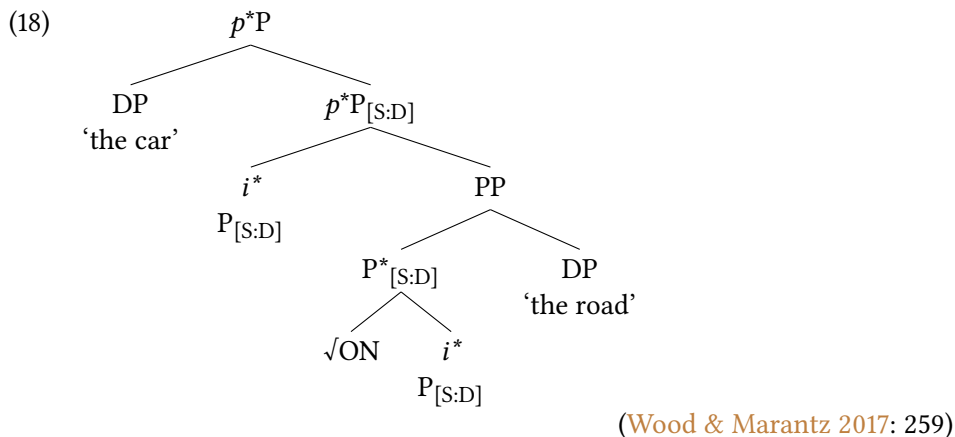 (18) p*P
DP p*P[S:D]
‘the car’
i* PP
P[S:D]
P*[S:D] DP
‘the road’
√ON i*
P[S:D]
(Wood & Marantz 2017: 259)